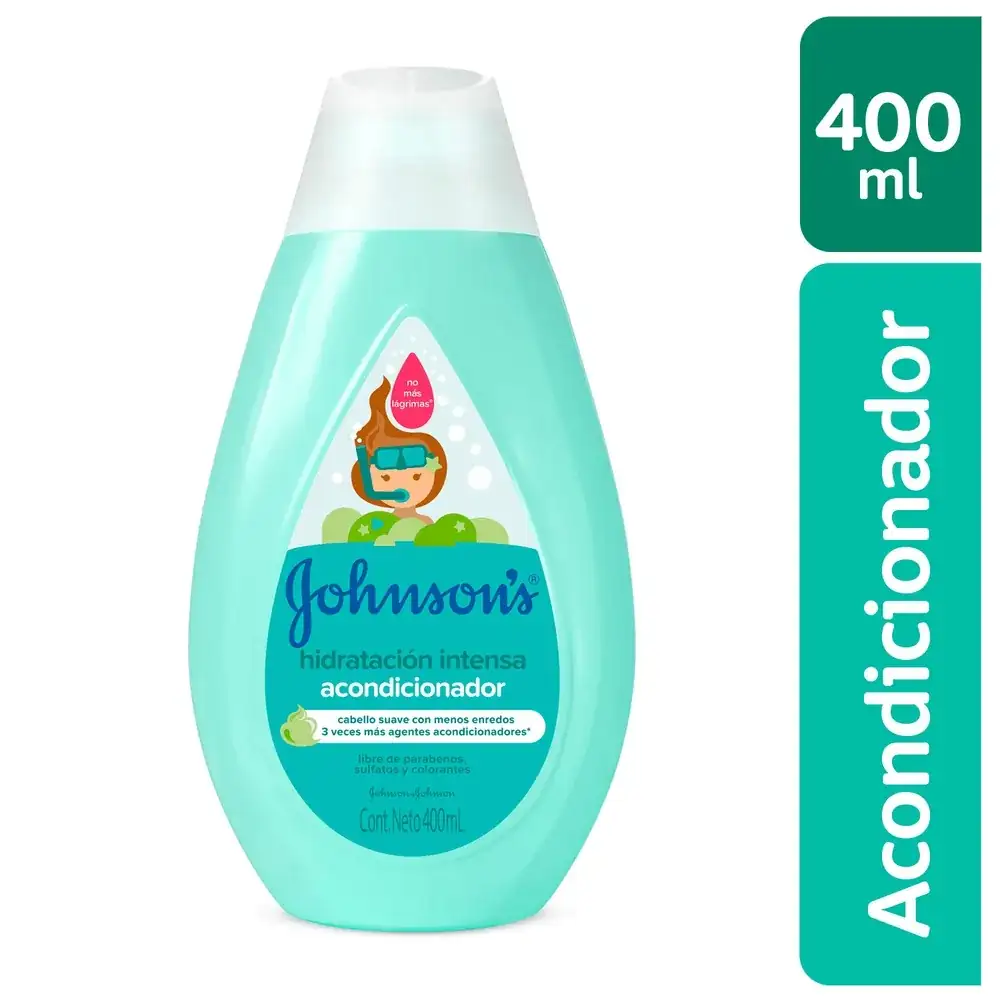 no
más
lágrimas™
Johnson's®
hidratación intensa
acondicionador
cabello suave con menos enredos
3 veces más agentes acondicionadores*
libre de parabenos,
sulfatos y colorantes
Johnson & Johnson
Cont. Neto 400mL
400
ml
Acondicionador